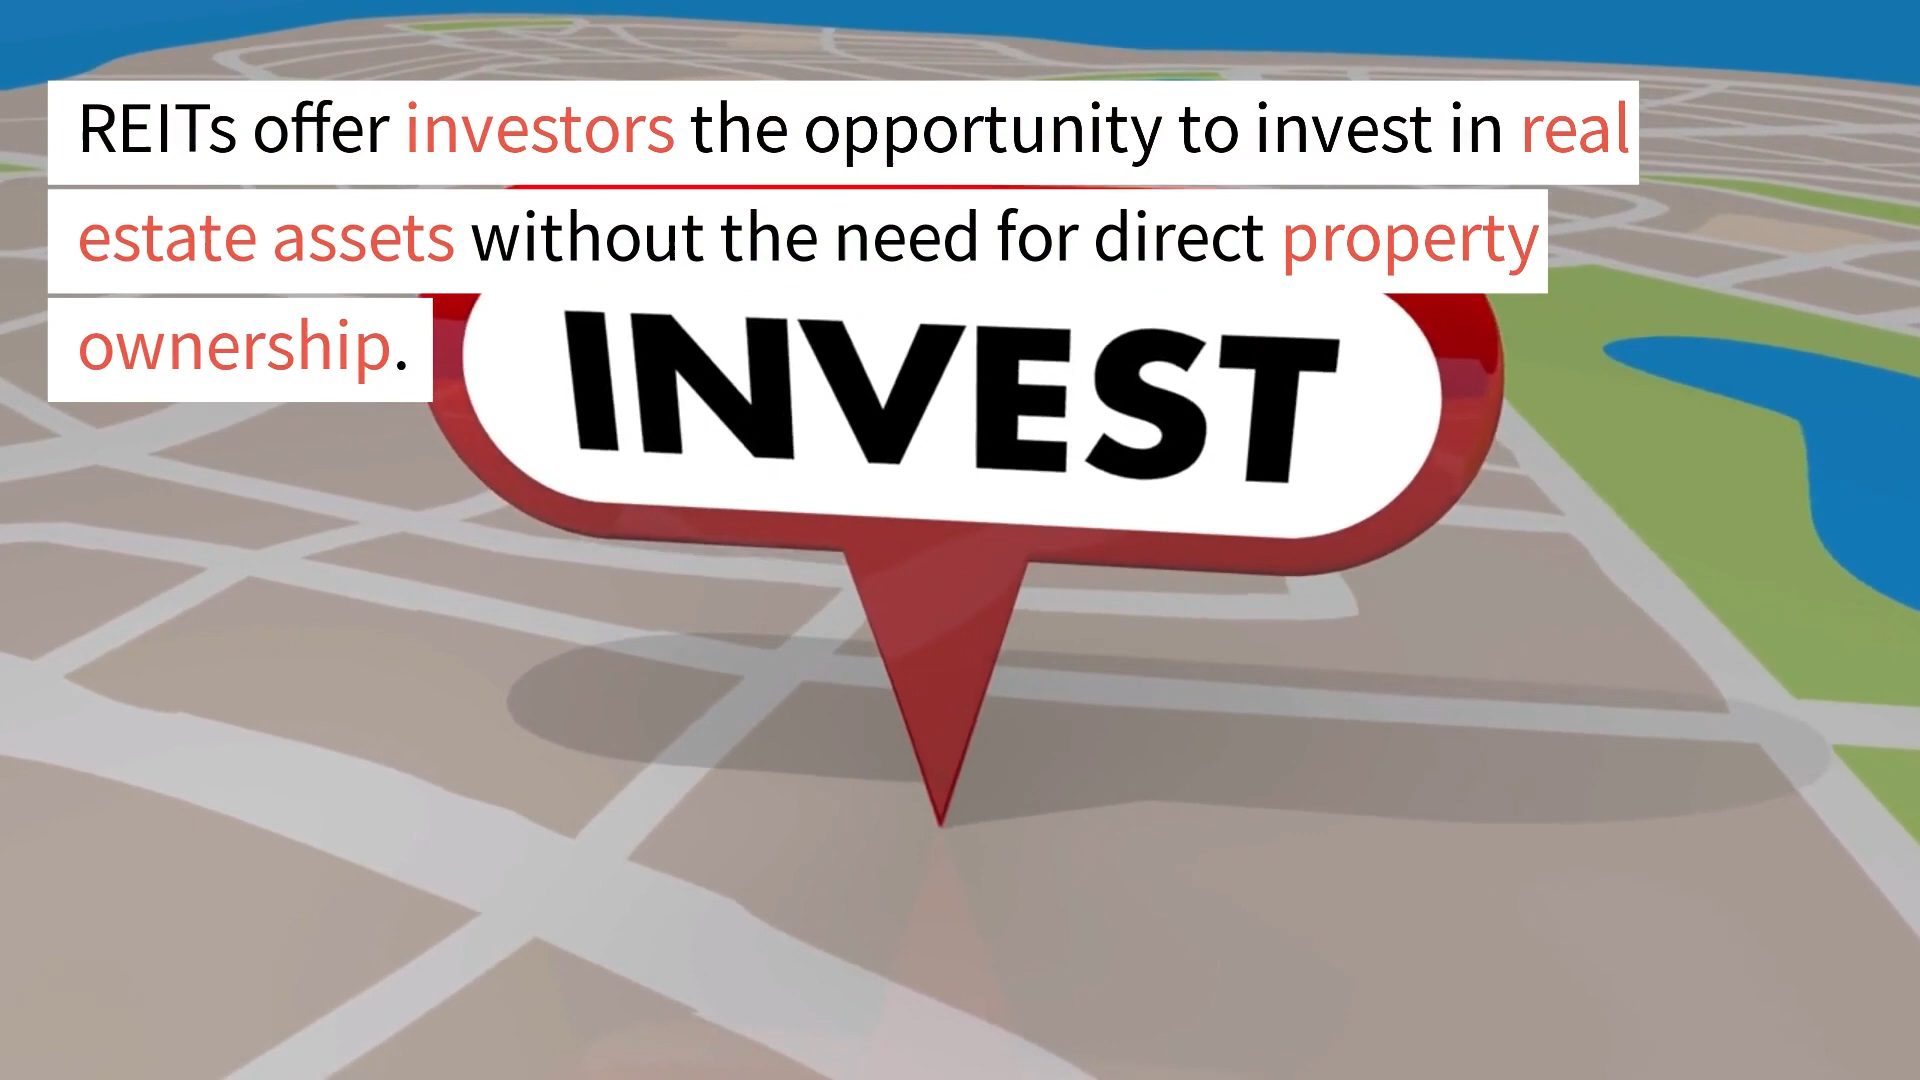 REITs offer investors the opportunity to invest in real
estate assets without the need for direct property
ownership.
INVEST